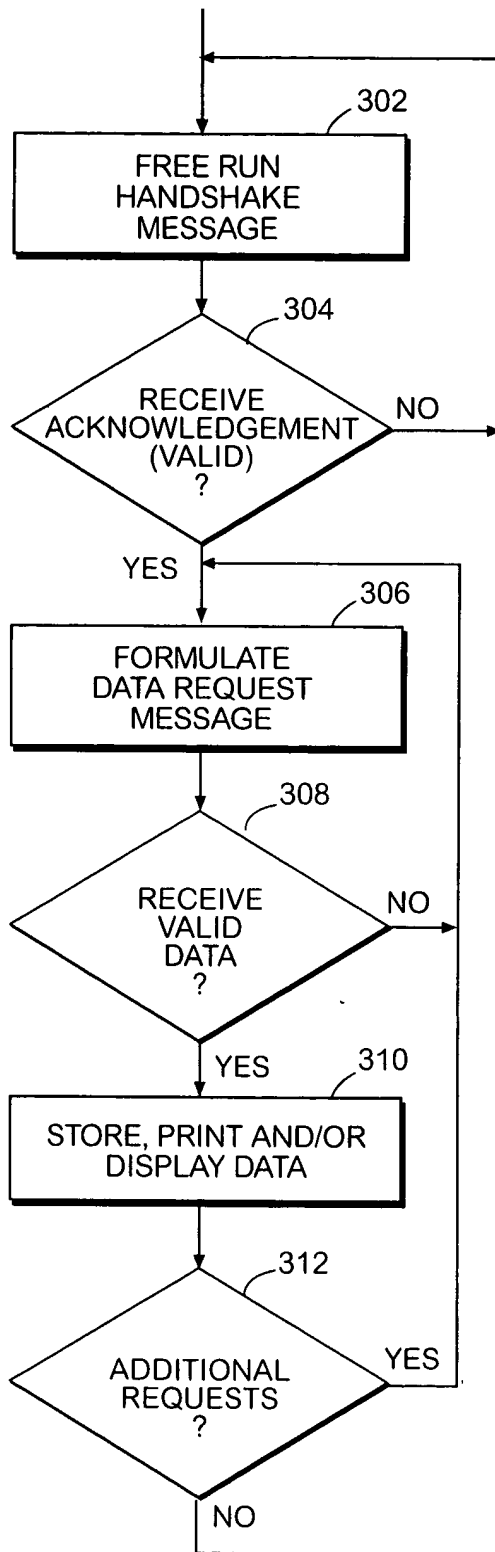 302
FREE RUN
HANDSHAKE
MESSAGE
304
RECEIVE
ACKNOWLEDGEMENT
(VALID)
?
NO
YES
306
FORMULATE
DATA REQUEST
MESSAGE
308
RECEIVE
VALID
DATA
?
NO
YES
310
STORE, PRINT AND/OR
DISPLAY DATA
312
ADDITIONAL
REQUESTS
?
YES
NO